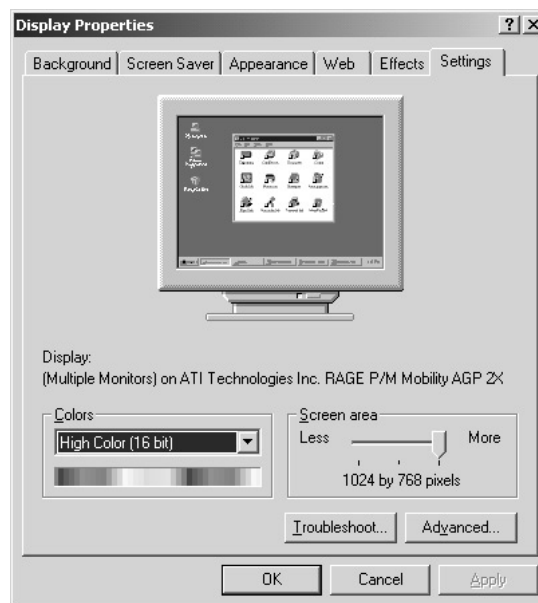 Display Properties
Background Screen Saver Appearance Web Effects Settings
Display:
(Multiple Monitors) on ATI Technologies Inc. RAGE P/M Mobility AGP 2X
Colors
High Color (16 bit)
Screen area
Less More
1024 by 768 pixels
Troubleshoot... Advanced...
OK Cancel Apply